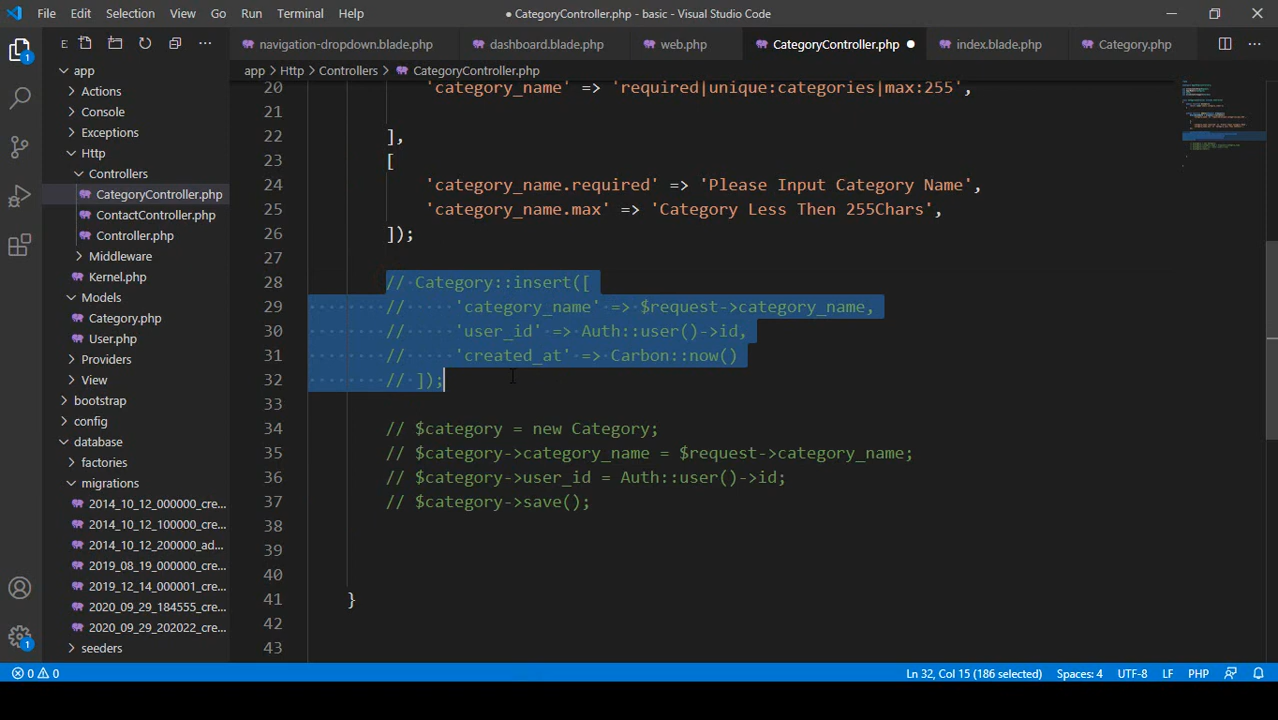 File Edit Selection View Go Run Terminal Help ● CategoryController.php - basic - Visual Studio Code
E ···
navigation-dropdown.blade.php dashboard.blade.php web.php CategoryController.php ● index.blade.php Category.php ···
app > Http > Controllers > CategoryController.php
app
Actions
Console
Exceptions
Http
Controllers
CategoryController.php
ContactController.php
Controller.php
Middleware
Kernel.php
Models
Category.php
User.php
Providers
View
bootstrap
config
database
factories
migrations
2014_10_12_000000_cre...
2014_10_12_100000_cre...
2014_10_12_200000_ad...
2019_08_19_000000_cre...
2019_12_14_000001_cre...
2020_09_29_184555_cre...
2020_09_29_202022_cre...
seeders
1
1
20 'category_name' => 'required|unique:categories|max:255',
21
22 ],
23 [
24 'category_name.required' => 'Please Input Category Name',
25 'category_name.max' => 'Category Less Then 255Chars',
26 ]);
27
28 // Category::insert([
29 // 'category_name' => $request->category_name,
30 // 'user_id' => Auth::user()->id,
31 // 'created_at' => Carbon::now()
32 // ]);
33
34 // $category = new Category;
35 // $category->category_name = $request->category_name;
36 // $category->user_id = Auth::user()->id;
37 // $category->save();
38
39
40
41 }
42
43
0 0 Ln 32, Col 15 (186 selected) Spaces: 4 UTF-8 LF PHP